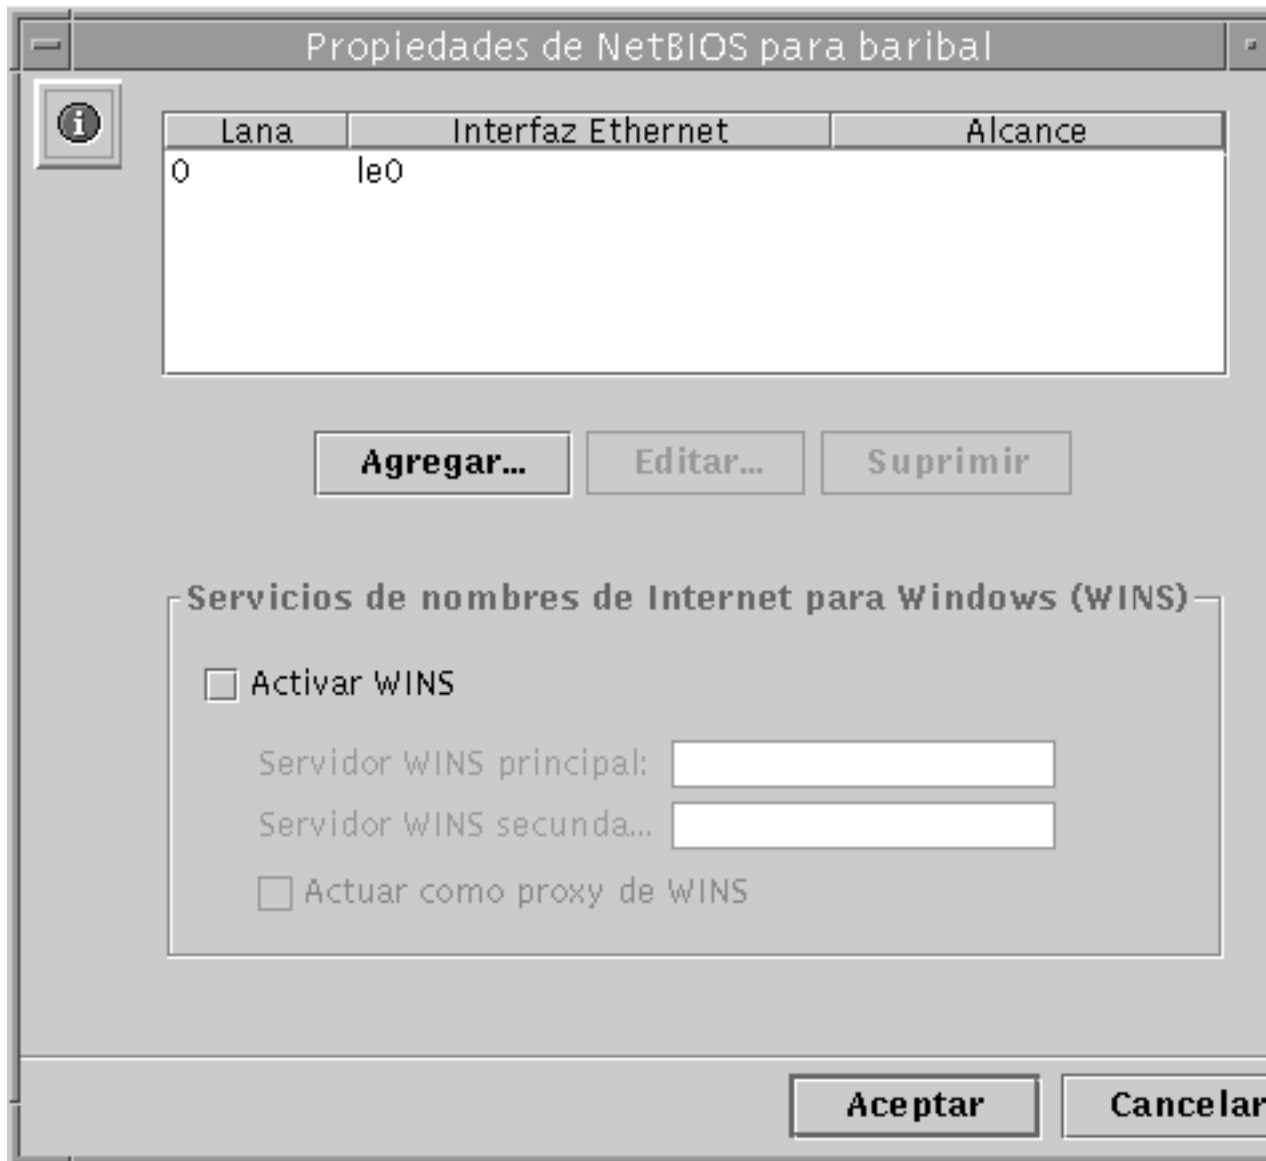 Propiedades de NetBIOS para baribal
Lana Interfaz Ethernet Alcance
0 le0
Agregar... Editar... Suprimir
Servicios de nombres de Internet para Windows (WINS)
Activar WINS
Servidor WINS principal:
Servidor WINS secunda...
Actuar como proxy de WINS
Aceptar Cancelar